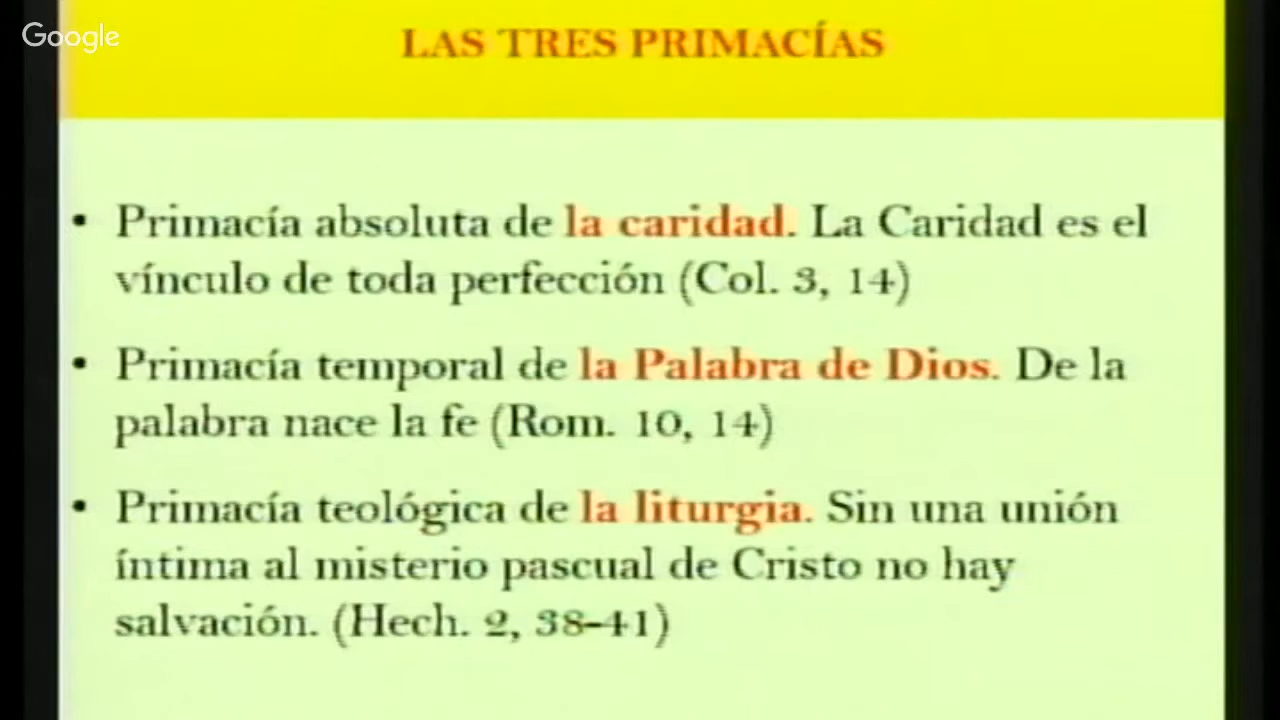 Google
LAS TRES PRIMACÍAS
• Primacía absoluta de la caridad. La Caridad es el
vínculo de toda perfección (Col. 3, 14)
• Primacía temporal de la Palabra de Dios. De la
palabra nace la fe (Rom. 10, 14)
• Primacía teológica de la liturgia. Sin una unión
íntima al misterio pascual de Cristo no hay
salvación. (Hech. 2, 38–41)